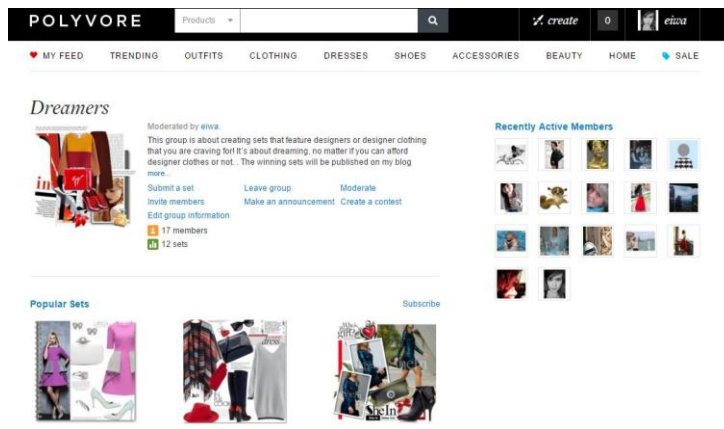 POLYVORE Products create 0 eiwa
MY FEED TRENDING OUTFITS CLOTHING DRESSES SHOES ACCESSORIES BEAUTY HOME SALE
Dreamers
Moderated by eiwa.
This group is about creating sets that feature designers or designer clothing
that you are craving for! It's about dreaming, no matter if you can afford
designer clothes or not. . The winning sets will be published on my blog
more...
Submit a set Leave group Moderate
Invite members Make an announcement Create a contest
Edit group information
17 members
12 sets
Recently Active Members
Popular Sets Subscribe
dress
SheIn